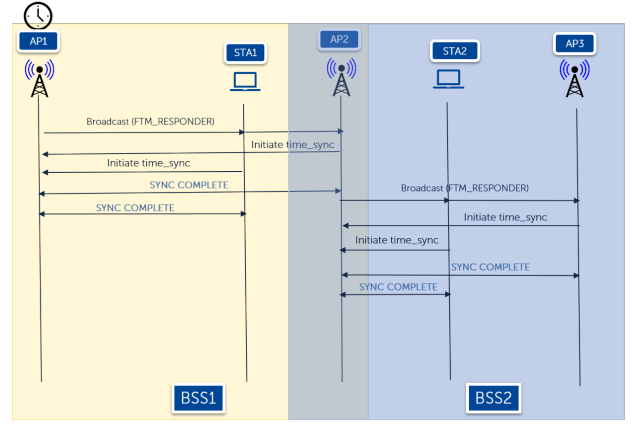 AP1
STA1
AP2
STA2
AP3
Broadcast (FTM_RESPONDER)
Initiate time_sync
Initiate time_sync
SYNC COMPLETE
Broadcast (FTM_RESPONDER)
SYNC COMPLETE
Initiate time_sync
Initiate time_sync
SYNC COMPLETE
SYNC COMPLETE
BSS1
BSS2